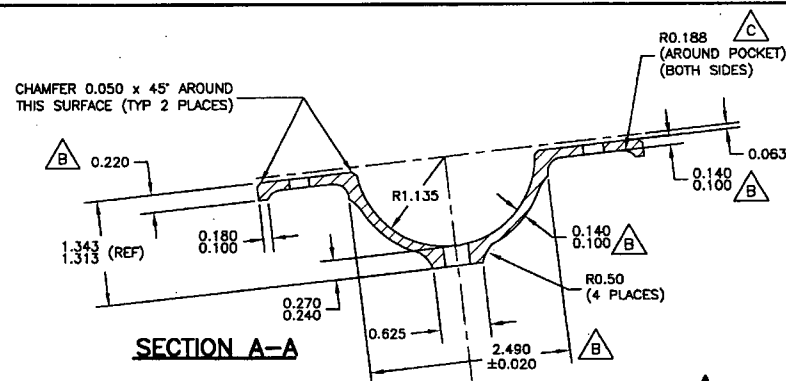 C
R0.188
(AROUND POCKET)
(BOTH SIDES)
CHAMFER 0.050 x 45° AROUND
THIS SURFACE (TYP 2 PLACES)
B 0.220
0.063
R1.135
0.140
0.100 B
0.180
0.100
0.140
0.100 B
1.343
1.313 (REF)
R0.50
(4 PLACES)
0.270
0.240
0.625
2.490
±0.020
B
SECTION A-A